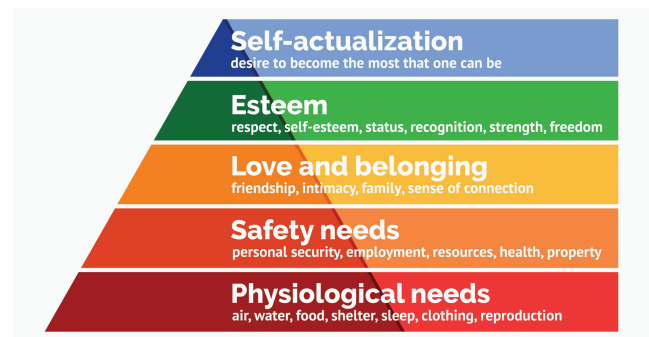 Self-actualization
desire to become the most that one can be
Esteem
respect, self-esteem, status, recognition, strength, freedom
Love and belonging
friendship, intimacy, family, sense of connection
Safety needs
personal security, employment, resources, health, property
Physiological needs
air, water, food, shelter, sleep, clothing, reproduction